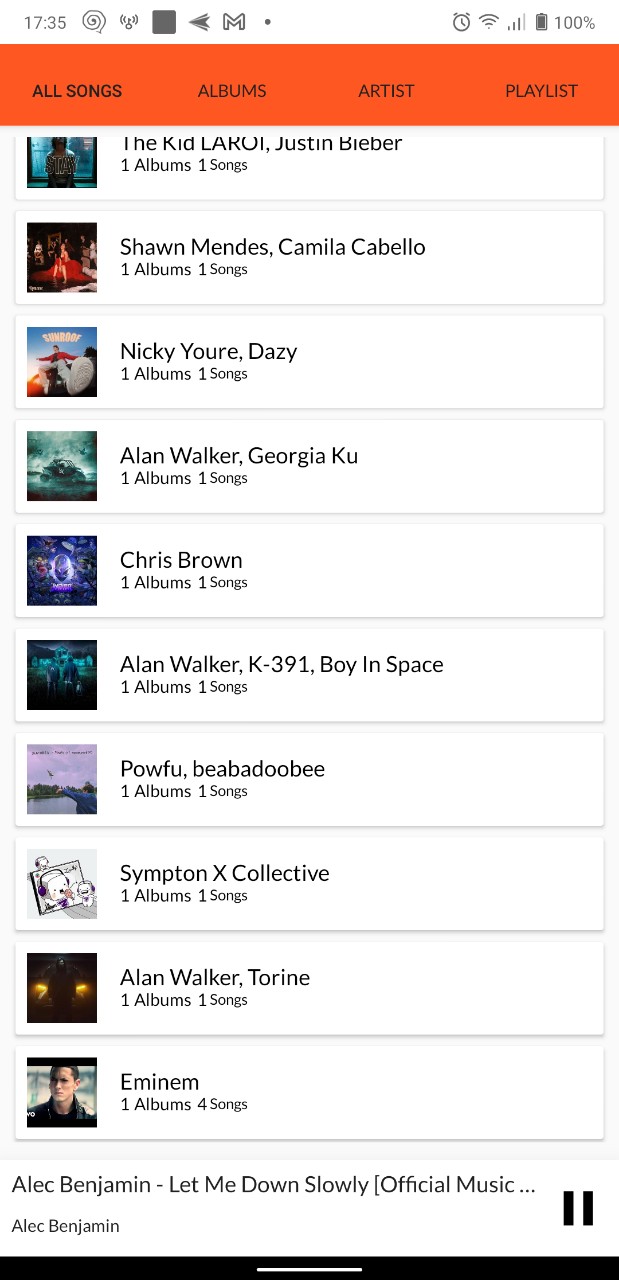 17:35 100%
ALL SONGS ALBUMS ARTIST PLAYLIST
The Kid LAROI, Justin Bieber
1 Albums 1 Songs
STAY
Shawn Mendes, Camila Cabello
1 Albums 1 Songs
SUNROOF
Nicky Youre, Dazy
1 Albums 1 Songs
Alan Walker, Georgia Ku
1 Albums 1 Songs
Chris Brown
1 Albums 1 Songs
Alan Walker, K-391, Boy In Space
1 Albums 1 Songs
Powfu, beabadoobee
1 Albums 1 Songs
Sympton X Collective
1 Albums 1 Songs
Alan Walker, Torine
1 Albums 1 Songs
Eminem
1 Albums 4 Songs
vo
Alec Benjamin - Let Me Down Slowly [Official Music ...
Alec Benjamin